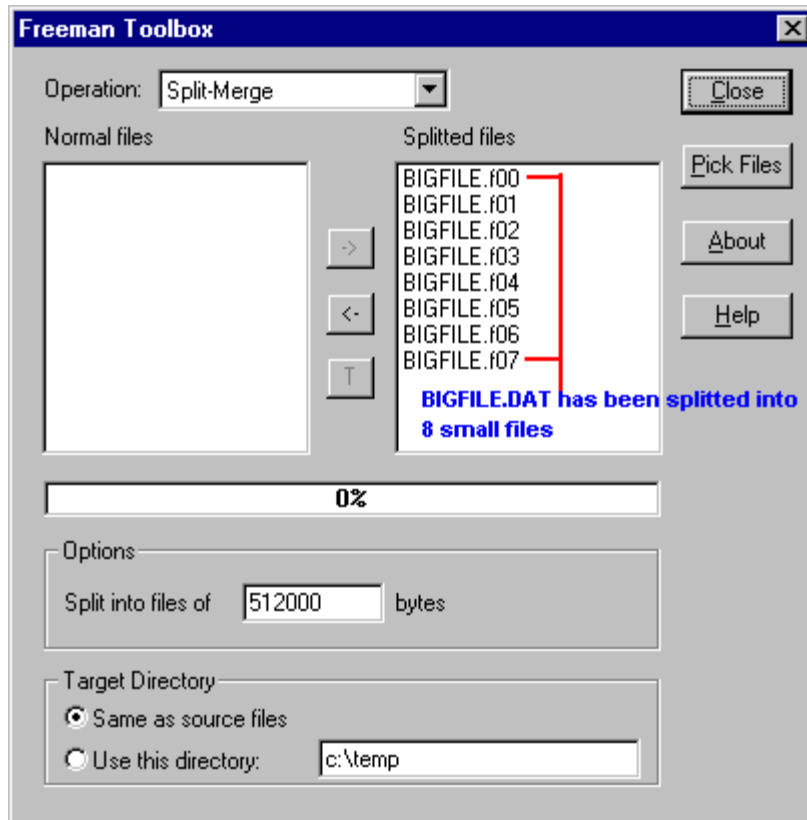 Freeman Toolbox
Operation: Split-Merge
Close
Normal files
Splitted files
Pick Files
BIGFILE.f00
BIGFILE.f01
BIGFILE.f02
BIGFILE.f03
BIGFILE.f04
BIGFILE.f05
BIGFILE.f06
BIGFILE.f07
->
<-
T
About
Help
BIGFILE.DAT has been splitted into
8 small files
0%
Options
Split into files of 512000 bytes
Target Directory
Same as source files
Use this directory: c:\temp